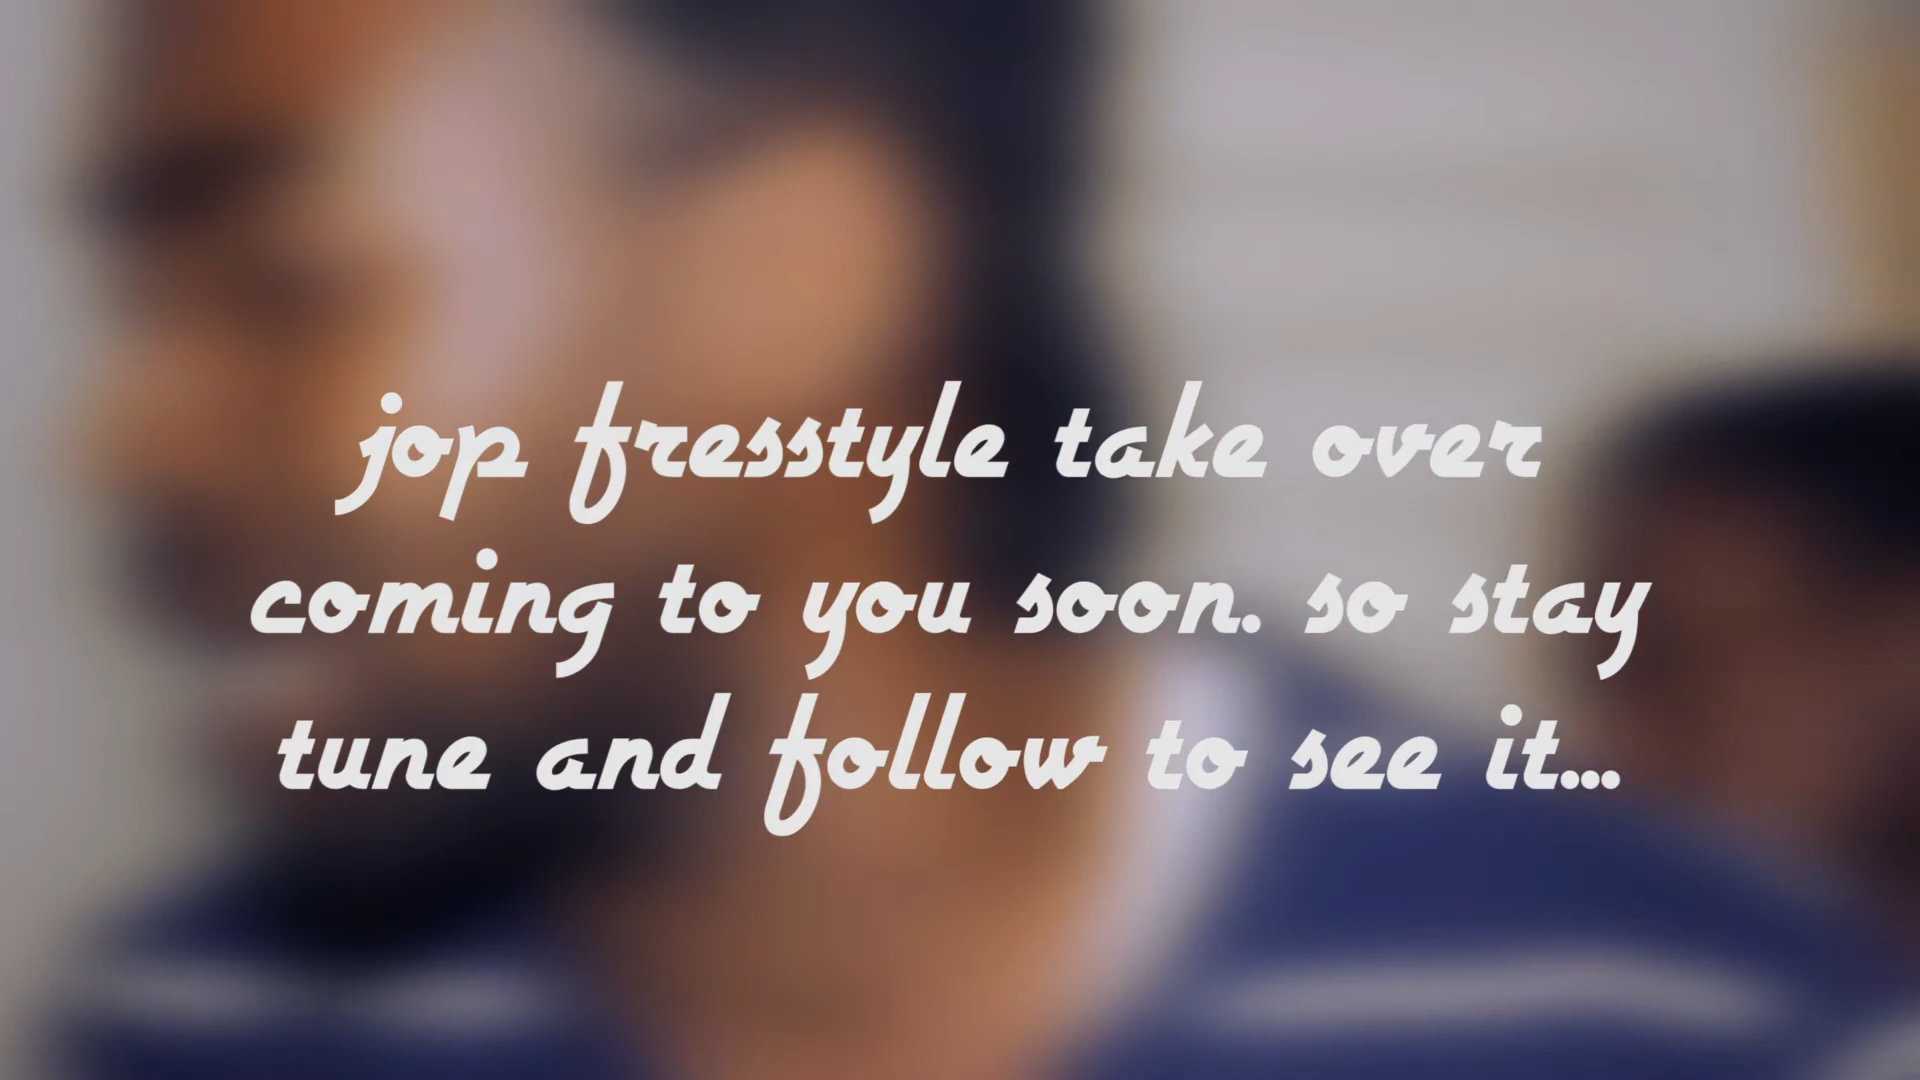 jop fresstyle take over
coming to you soon. so stay
tune and follow to see it...